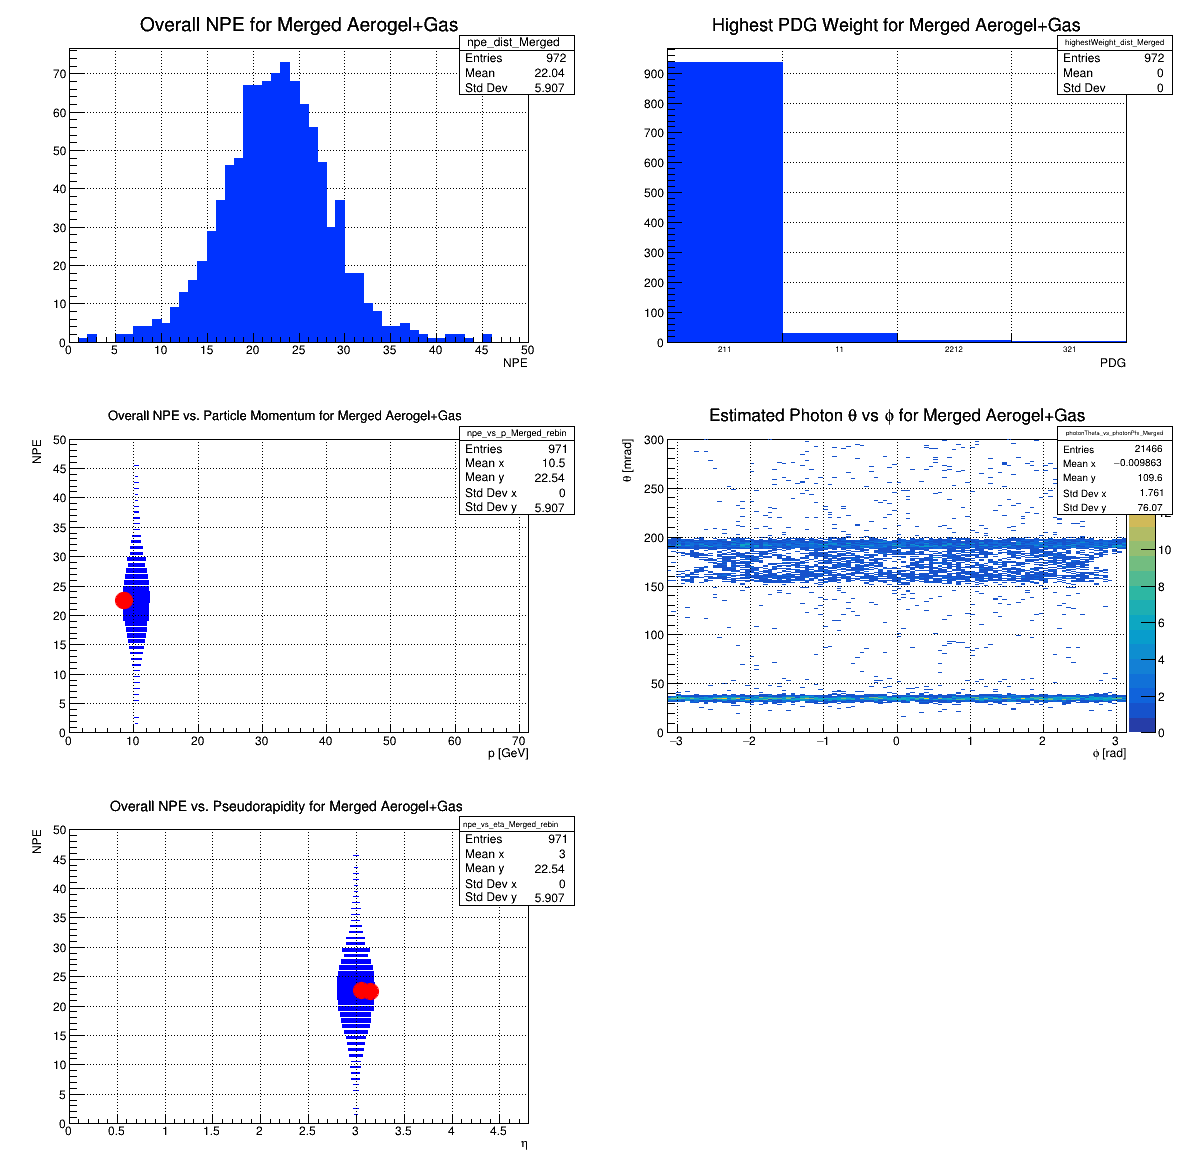 Overall NPE for Merged Aerogel+Gas
npe_dist_Merged
Entries 972
Mean 22.04
Std Dev 5.907
70
60
50
40
30
20
10
0
0 5 10 15 20 25 30 35 40 45 50
NPE
Highest PDG Weight for Merged Aerogel+Gas
highestWeight_dist_Merged
Entries 972
Mean 0
Std Dev 0
900
800
700
600
500
400
300
200
100
0
211 11 2212 321
PDG
Overall NPE vs. Particle Momentum for Merged Aerogel+Gas
npe_vs_p_Merged_rebin
Entries 971
Mean x 10.5
Mean y 22.54
Std Dev x 0
Std Dev y 5.907
NPE
50
45
40
35
30
25
20
15
10
5
0
0 10 20 30 40 50 60 70
p [GeV]
Estimated Photon θ vs ϕ for Merged Aerogel+Gas
photonTheta_vs_photonPhi_Merged
Entries 21466
Mean x −0.009863
Mean y 109.6
Std Dev x 1.761
Std Dev y 76.07
θ [mrad]
300
250
200
150
100
50
0
−3 −2 −1 0 1 2 3
ϕ [rad]
12
10
8
6
4
2
0
Overall NPE vs. Pseudorapidity for Merged Aerogel+Gas
npe_vs_eta_Merged_rebin
Entries 971
Mean x 3
Mean y 22.54
Std Dev x 0
Std Dev y 5.907
NPE
50
45
40
35
30
25
20
15
10
5
0
0 0.5 1 1.5 2 2.5 3 3.5 4 4.5
η